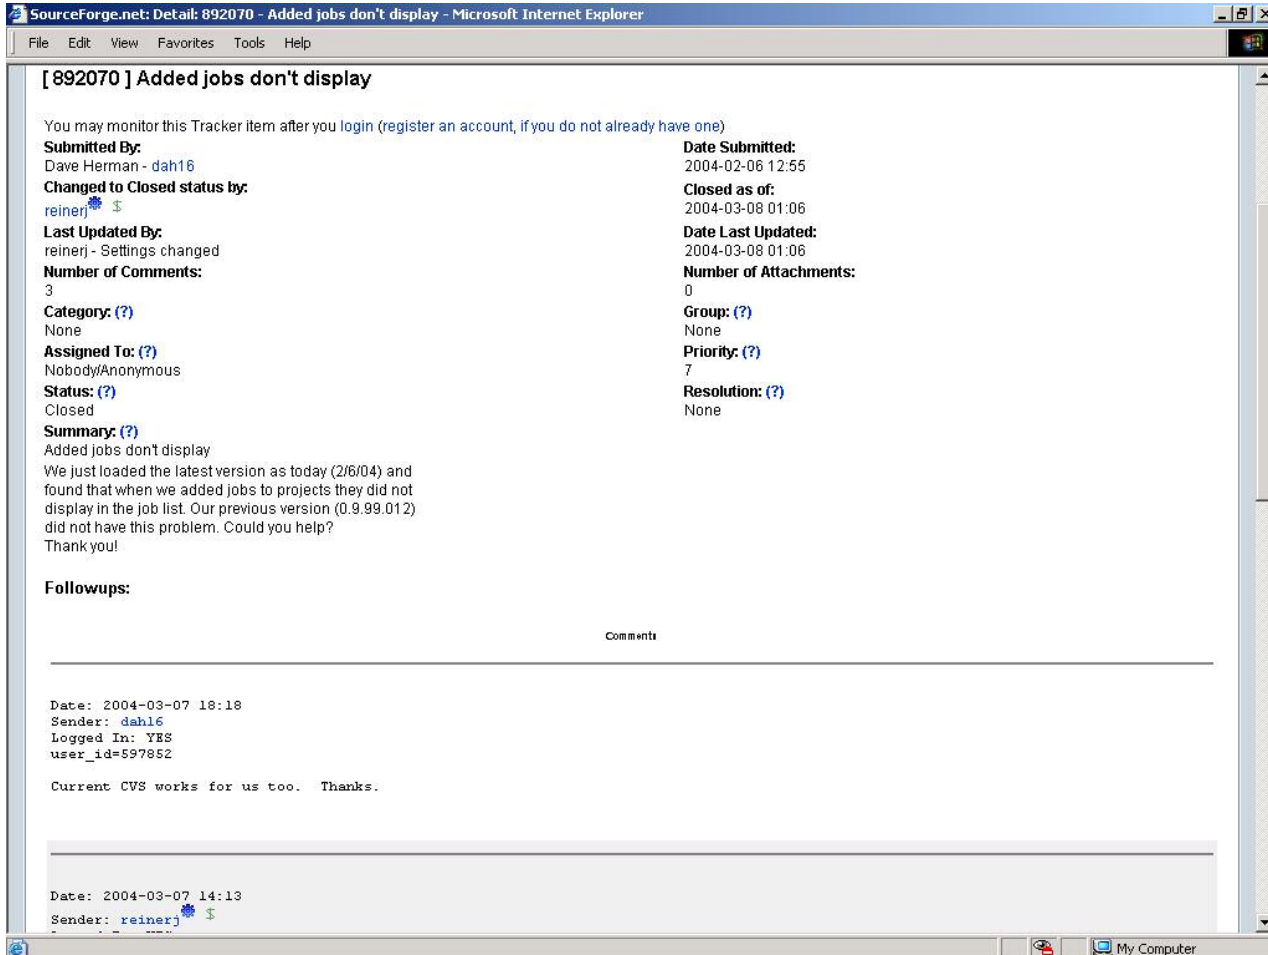 SourceForge.net: Detail: 892070 - Added jobs don't display - Microsoft Internet Explorer
File Edit View Favorites Tools Help
[ 892070 ] Added jobs don't display
You may monitor this Tracker item after you login (register an account, if you do not already have one)
Submitted By:
Dave Herman - dah16
Date Submitted:
2004-02-06 12:55
Changed to Closed status by:
reinerj $
Closed as of:
2004-03-08 01:06
Last Updated By:
reinerj - Settings changed
Date Last Updated:
2004-03-08 01:06
Number of Comments:
3
Number of Attachments:
0
Category: (?)
None
Group: (?)
None
Assigned To: (?)
Nobody/Anonymous
Priority: (?)
7
Status: (?)
Closed
Resolution: (?)
None
Summary: (?)
Added jobs don't display
We just loaded the latest version as today (2/6/04) and
found that when we added jobs to projects they did not
display in the job list. Our previous version (0.9.99.012)
did not have this problem. Could you help?
Thank you!
Followups:
Comments
Date: 2004-03-07 18:18
Sender: dah16
Logged In: YES
user_id=597852
Current CVS works for us too. Thanks.
Date: 2004-03-07 14:13
Sender: reinerj $
My Computer